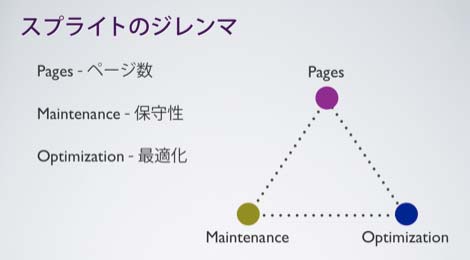 スプライトのジレンマ
Pages - ページ数
Maintenance - 保守性
Optimization - 最適化
Pages
Maintenance
Optimization